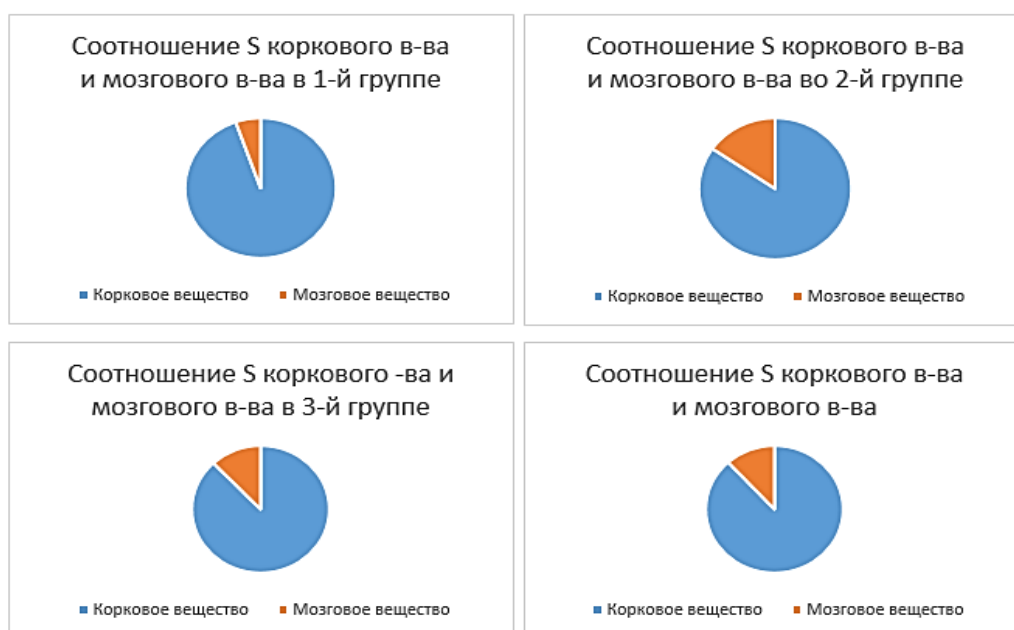 Соотношение S коркового в-ва
и мозгового в-ва в 1-й группе
Корковое вещество Мозговое вещество
Соотношение S коркового в-ва
и мозгового в-ва во 2-й группе
Корковое вещество Мозговое вещество
Соотношение S коркового -ва и
мозгового в-ва в 3-й группе
Корковое вещество Мозговое вещество
Соотношение S коркового в-ва
и мозгового в-ва
Корковое вещество Мозговое вещество